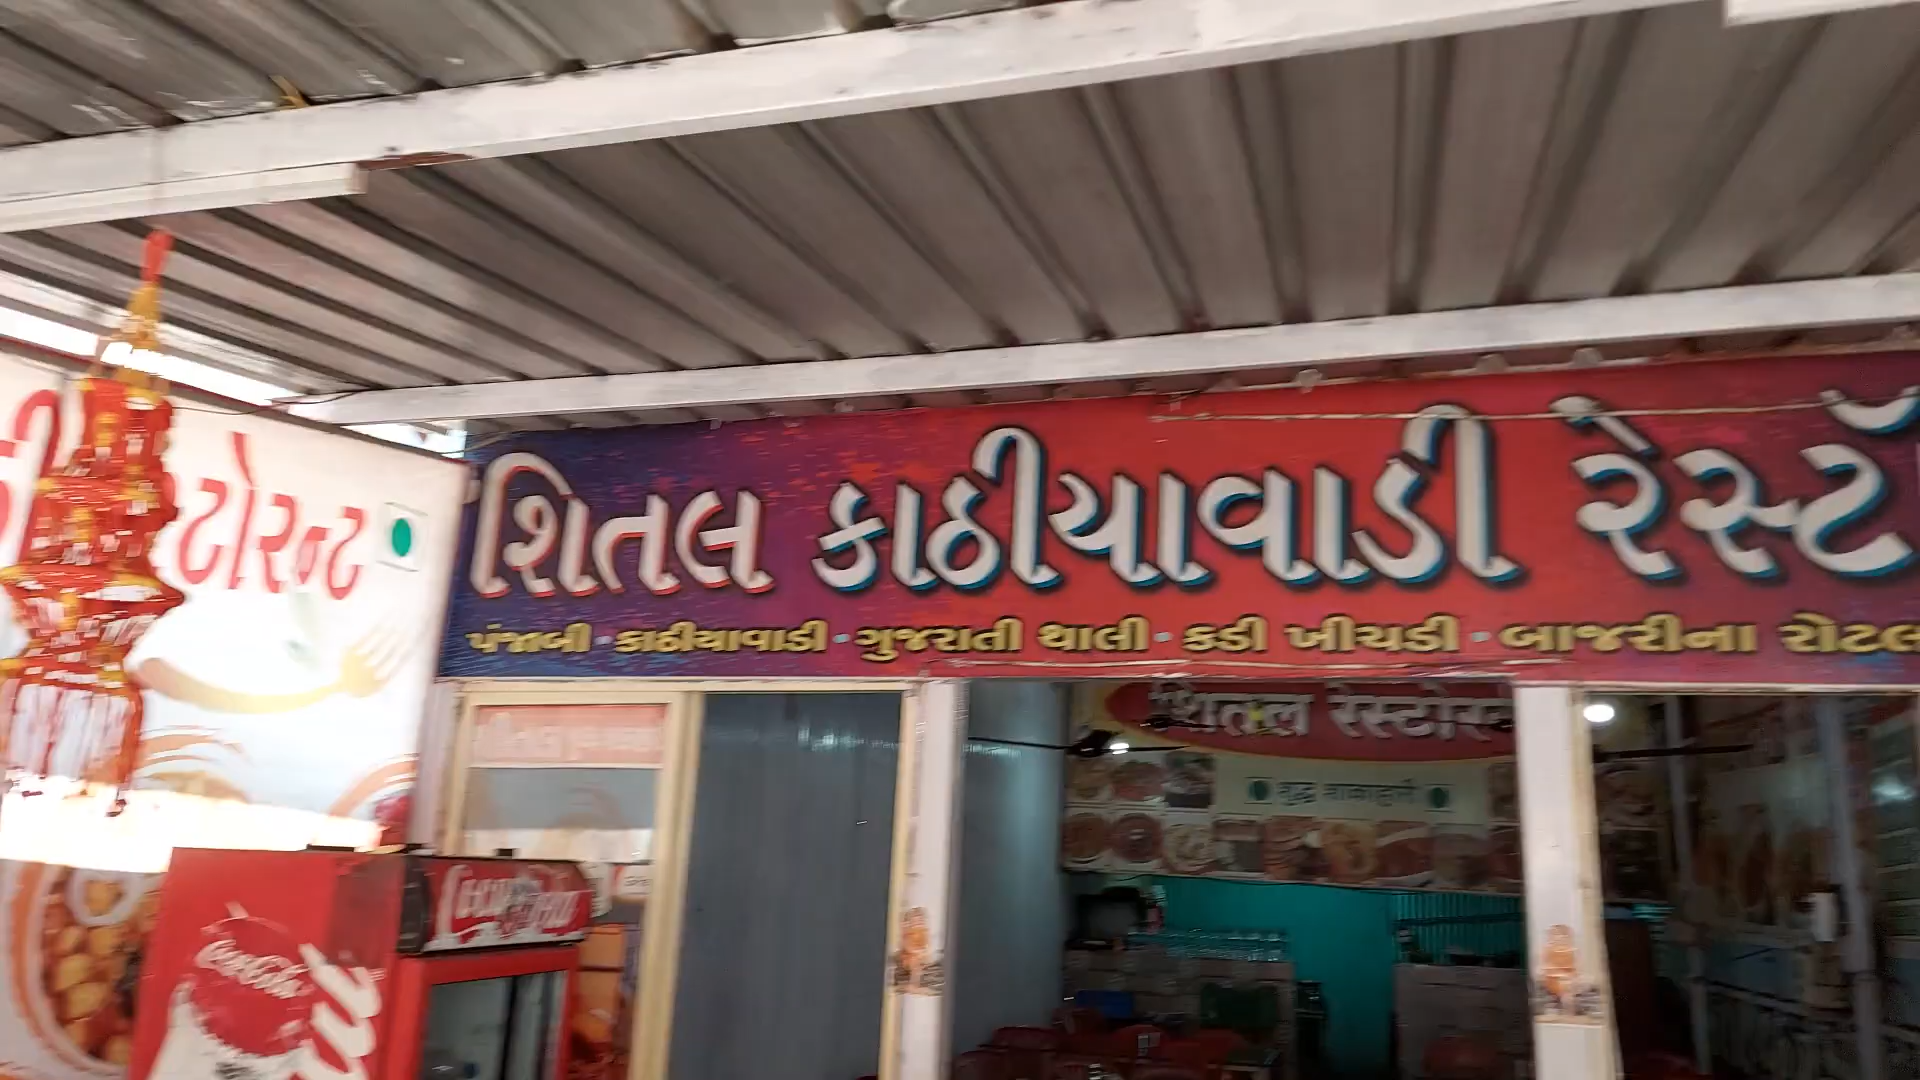 શિતલ કાઠીયાવાડી રેસ્ટૉ
પંજાબી • કાઠીયાવાડી • ગુજરાતી થાલી • કડી ખીચડી • બાજરીના રોટલ
ટોરન્ટ
શિતલ રેસ્ટોરન્
Coca-Cola